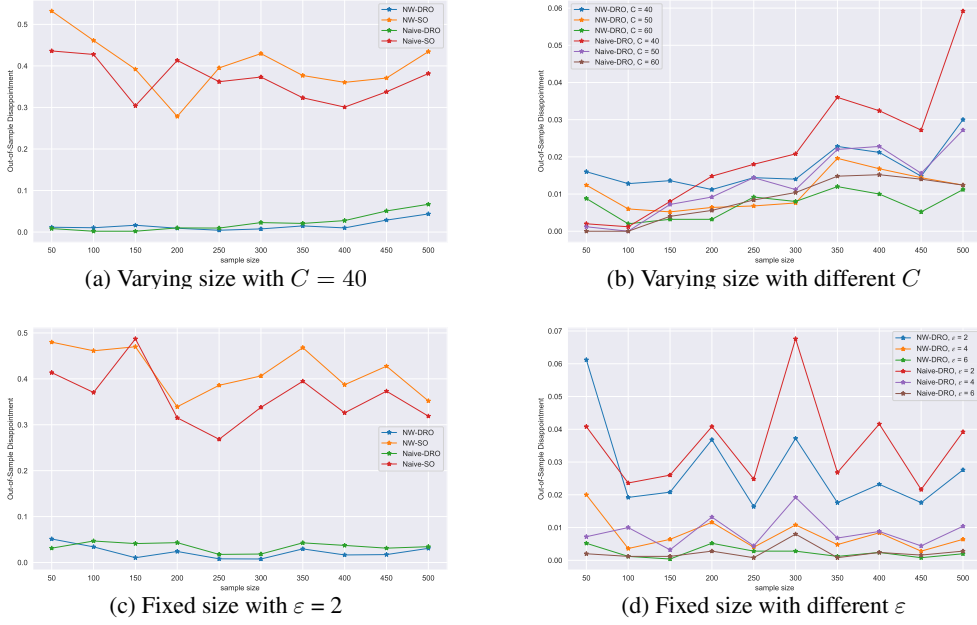 0.5
0.4
0.3
0.2
0.1
0.0
Out-of-Sample Disappointment
NW-DRO
NW-SO
Naive-DRO
Naive-SO
50 100 150 200 250 300 350 400 450 500
sample size
(a) Varying size with C = 40
0.06
0.05
0.04
0.03
0.02
0.01
0.00
Out-of-Sample Disappointment
NW-DRO, C = 40
NW-DRO, C = 50
NW-DRO, C = 60
Naive-DRO, C = 40
Naive-DRO, C = 50
Naive-DRO, C = 60
50 100 150 200 250 300 350 400 450 500
sample size
(b) Varying size with different C
0.5
0.4
0.3
0.2
0.1
0.0
Out-of-Sample Disappointment
NW-DRO
NW-SO
Naive-DRO
Naive-SO
50 100 150 200 250 300 350 400 450 500
sample size
(c) Fixed size with ε = 2
0.07
0.06
0.05
0.04
0.03
0.02
0.01
0.00
Out-of-Sample Disappointment
NW-DRO, ε = 2
NW-DRO, ε = 4
NW-DRO, ε = 6
Naive-DRO, ε = 2
Naive-DRO, ε = 4
Naive-DRO, ε = 6
50 100 150 200 250 300 350 400 450 500
sample size
(d) Fixed size with different ε